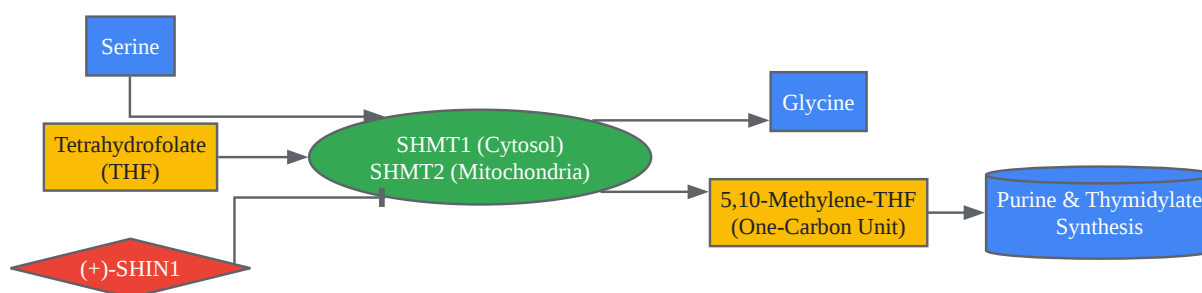 Serine
Glycine
Tetrahydrofolate
(THF)
SHMT1 (Cytosol)
SHMT2 (Mitochondria)
5,10-Methylene-THF
(One-Carbon Unit)
Purine & Thymidylate
Synthesis
(+)-SHIN1